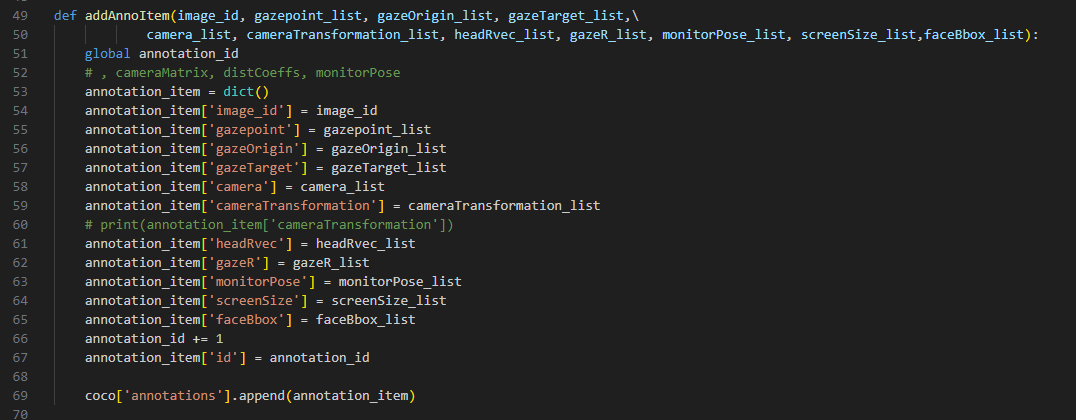 49 def addAnnoItem(image_id, gazepoint_list, gazeOrigin_list, gazeTarget_list,\
50 camera_list, cameraTransformation_list, headRvec_list, gazeR_list, monitorPose_list, screenSize_list,faceBbox_list):
51 global annotation_id
52 # , cameraMatrix, distCoeffs, monitorPose
53 annotation_item = dict()
54 annotation_item['image_id'] = image_id
55 annotation_item['gazepoint'] = gazepoint_list
56 annotation_item['gazeOrigin'] = gazeOrigin_list
57 annotation_item['gazeTarget'] = gazeTarget_list
58 annotation_item['camera'] = camera_list
59 annotation_item['cameraTransformation'] = cameraTransformation_list
60 # print(annotation_item['cameraTransformation'])
61 annotation_item['headRvec'] = headRvec_list
62 annotation_item['gazeR'] = gazeR_list
63 annotation_item['monitorPose'] = monitorPose_list
64 annotation_item['screenSize'] = screenSize_list
65 annotation_item['faceBbox'] = faceBbox_list
66 annotation_id += 1
67 annotation_item['id'] = annotation_id
68
69 coco['annotations'].append(annotation_item)
70